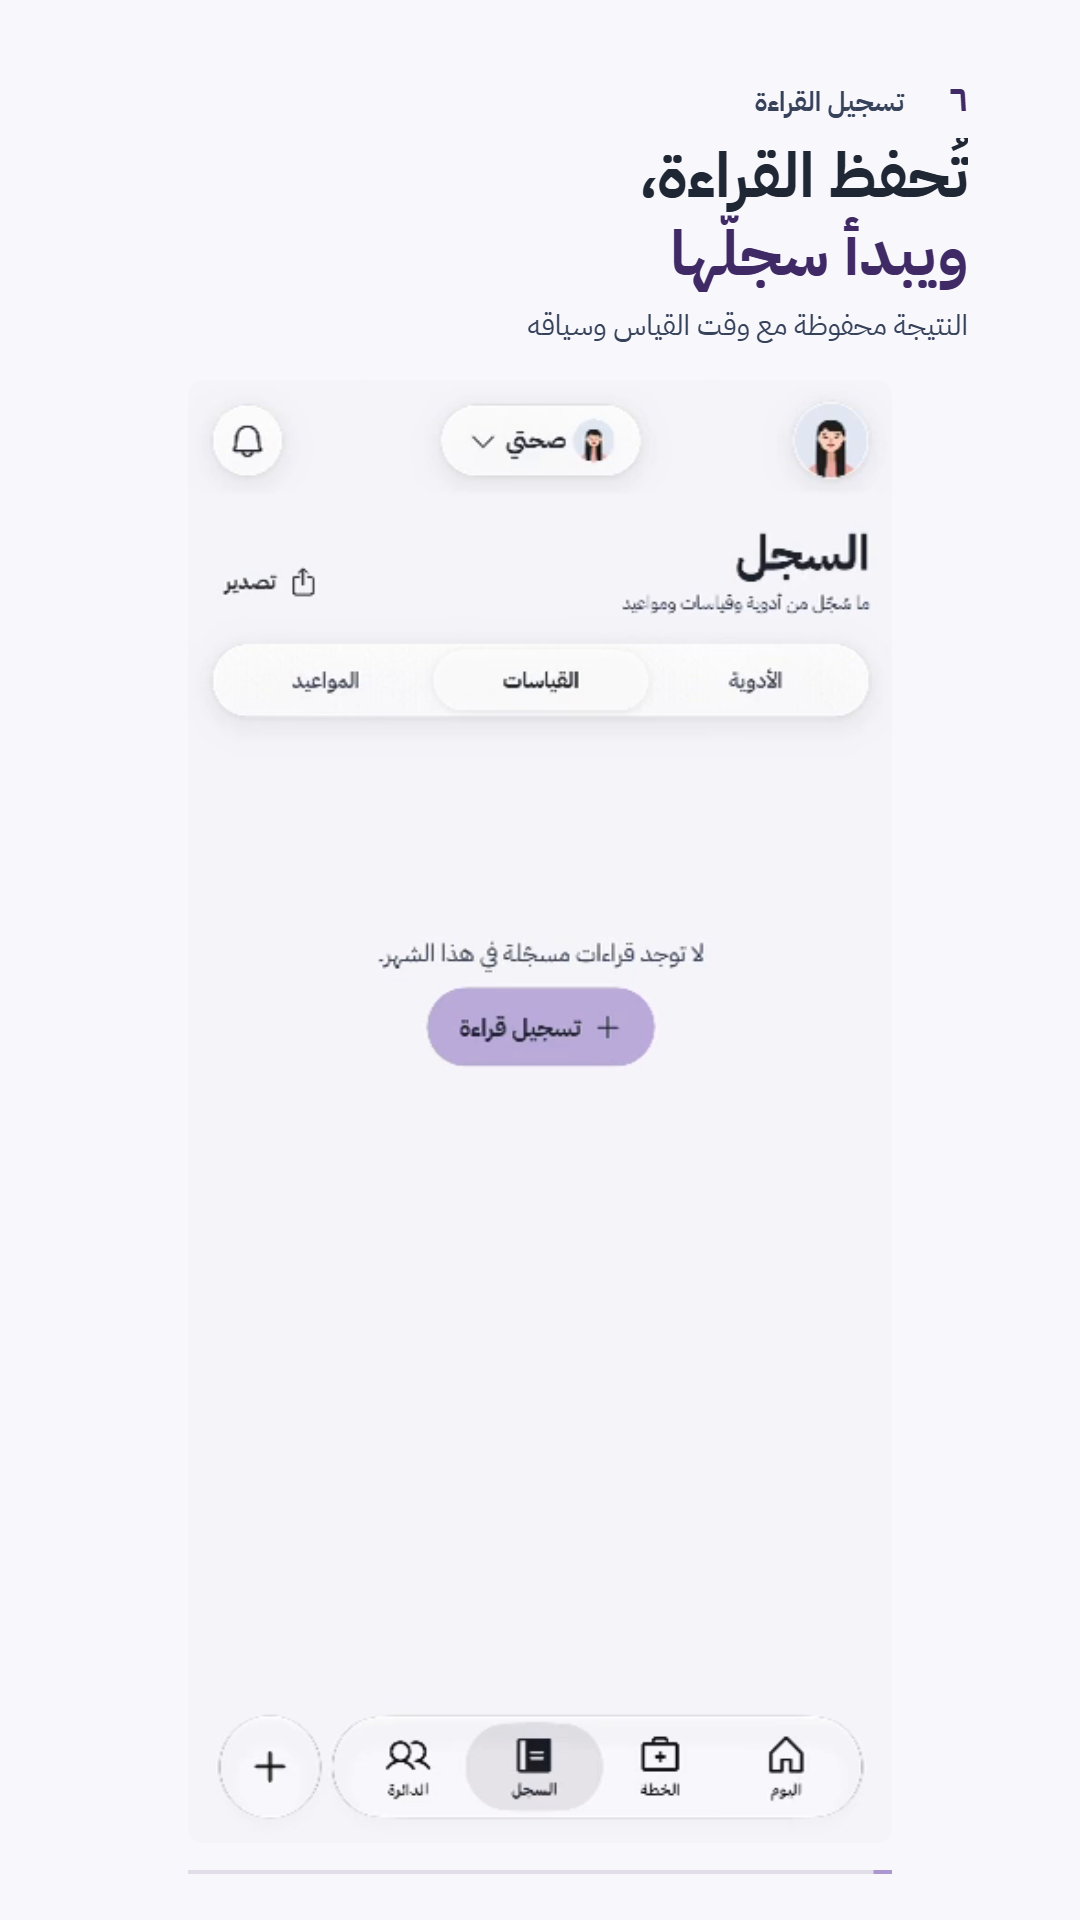 ٦ تسجيل القراءة
تُحفظ القراءة،
ويبدأ سجلّها
النتيجة محفوظة مع وقت القياس وسياقه
صحتي
السجل
تصدير
ما سُجّل من أدوية وقياسات ومواعيد
الأدوية القياسات المواعيد
لا توجد قراءات مسجّلة في هذا الشهر.
+ تسجيل قراءة
اليوم الخطة السجل الدائرة